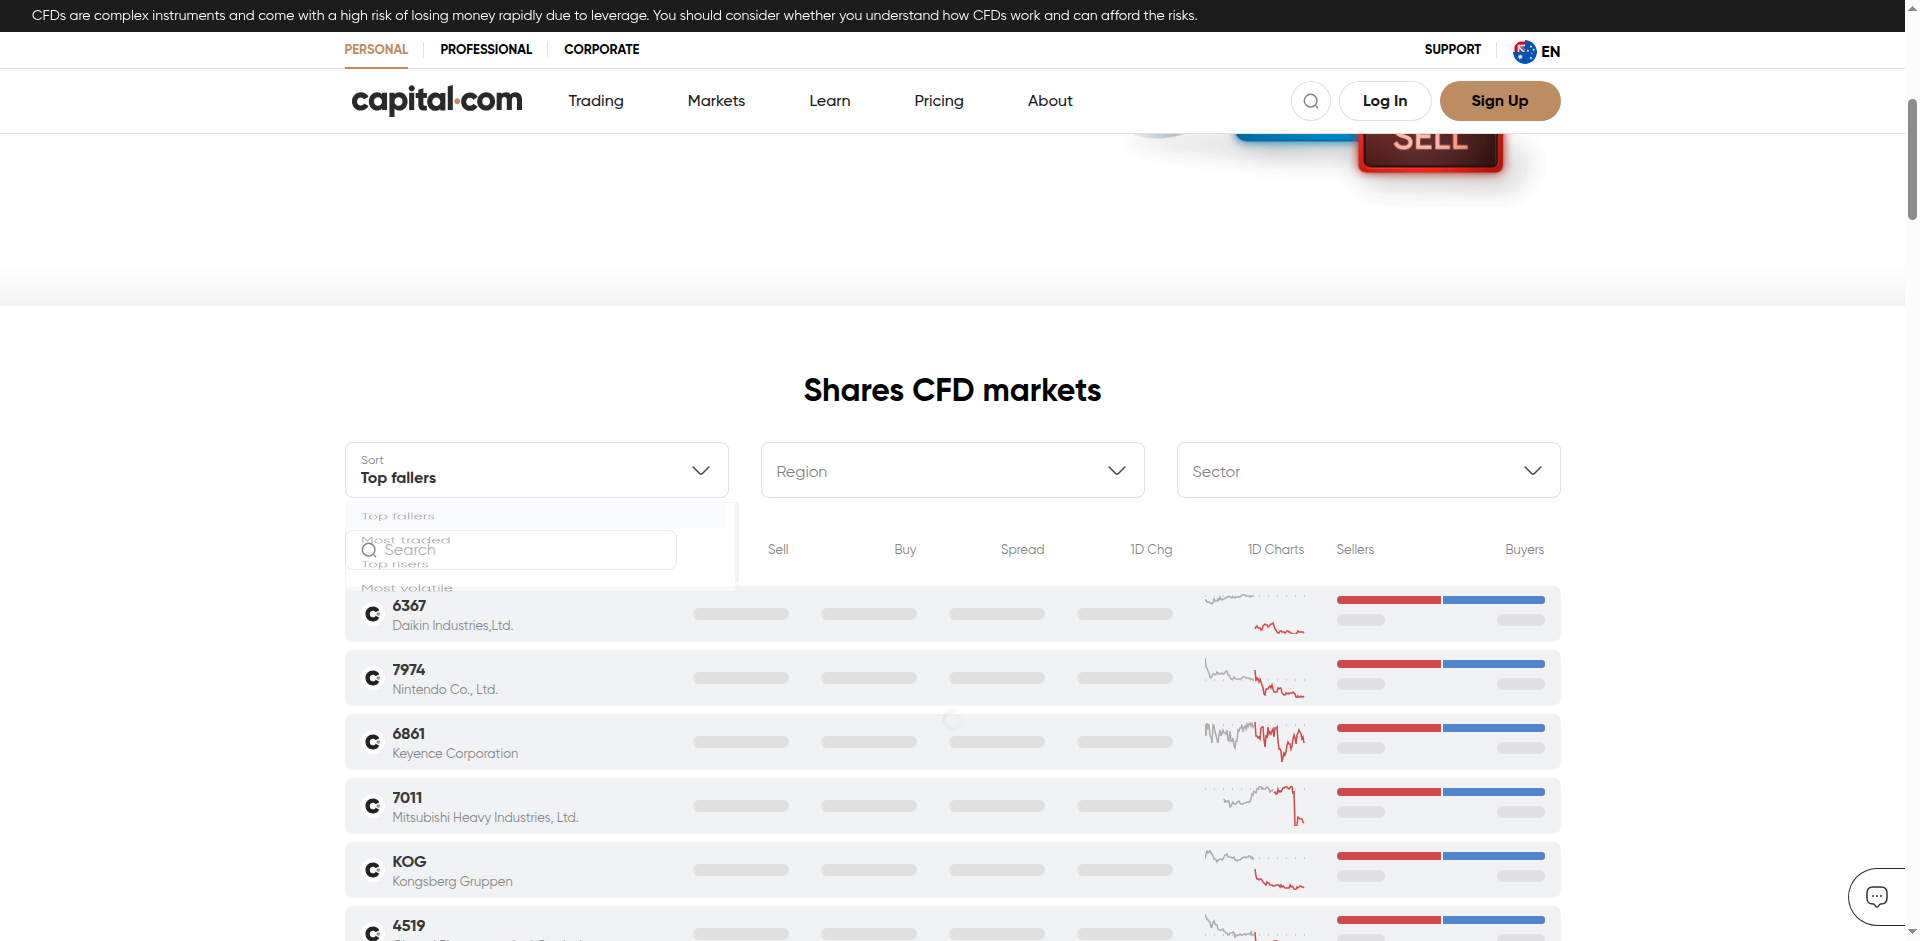 CFDs are complex instruments and come with a high risk of losing money rapidly due to leverage. You should consider whether you understand how CFDs work and can afford the risks.
PERSONAL PROFESSIONAL CORPORATE SUPPORT EN
capital.com Trading Markets Learn Pricing About Log In Sign Up
SELL
Shares CFD markets
Sort
Top fallers
Region
Sector
Top fallers
Most traded
Search
Top risers
Most volatile
Sell Buy Spread 1D Chg 1D Charts Sellers Buyers
6367
Daikin Industries,Ltd.
7974
Nintendo Co., Ltd.
6861
Keyence Corporation
7011
Mitsubishi Heavy Industries, Ltd.
KOG
Kongsberg Gruppen
4519